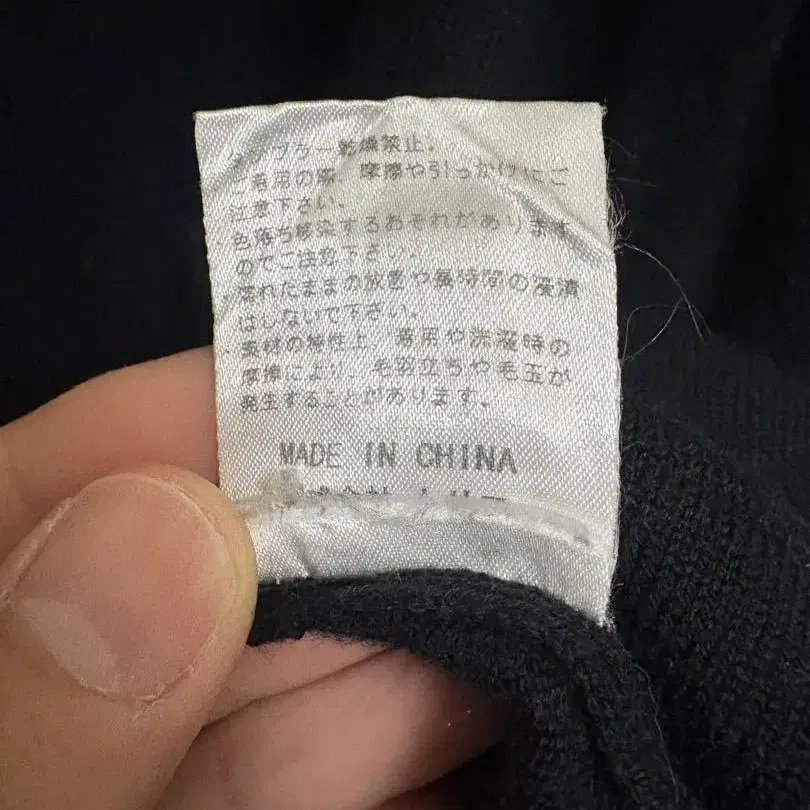 タンブラー乾燥禁止。
ご着用の際、摩擦や引っかけにご
注意下さい。
色落ち移染するおそれがあります
のでご注意下さい。
濡れたままの放置や長時間の浸漬
はしないで下さい。
素材の特性上、着用や洗濯時の
摩擦により、毛羽立ちや毛玉が
発生することがあります。
MADE IN CHINA